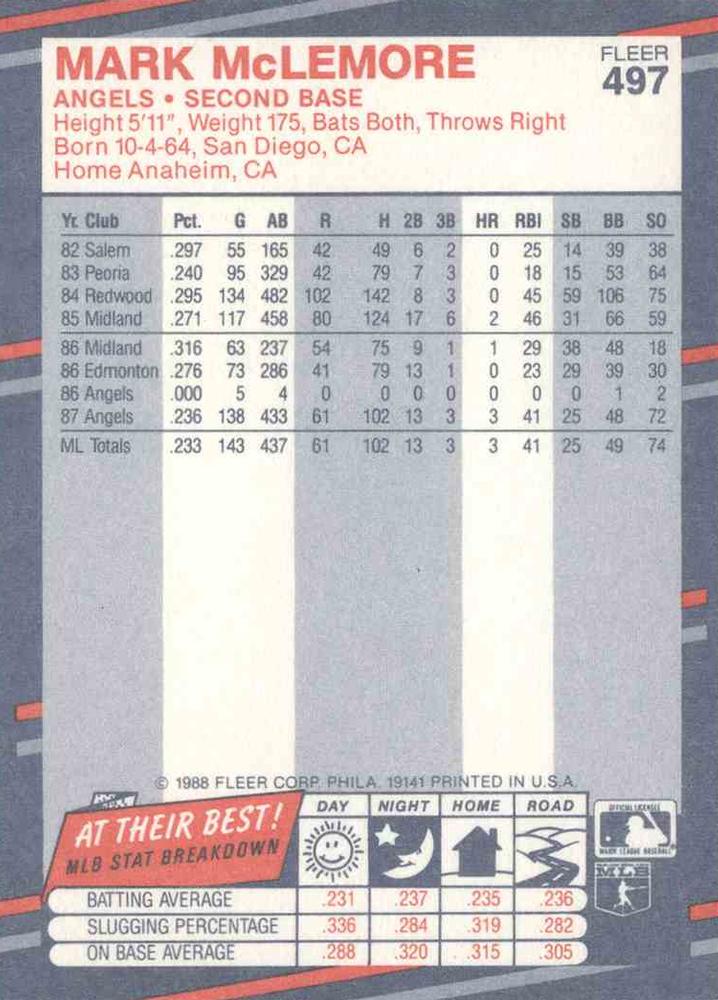 MARK McLEMORE
FLEER
497
ANGELS • SECOND BASE
Height 5'11", Weight 175, Bats Both, Throws Right
Born 10-4-64, San Diego, CA
Home Anaheim, CA
Yr. Club Pct. G AB R H 2B 3B HR RBI SB BB SO
82 Salem .297 55 165 42 49 6 2 0 25 14 39 38
83 Peoria .240 95 329 42 79 7 3 0 18 15 53 64
84 Redwood .295 134 482 102 142 8 3 0 45 59 106 75
85 Midland .271 117 458 80 124 17 6 2 46 31 66 59
86 Midland .316 63 237 54 75 9 1 1 29 38 48 18
86 Edmonton .276 73 286 41 79 13 1 0 23 29 39 30
86 Angels .000 5 4 0 0 0 0 0 0 0 1 2
87 Angels .236 138 433 61 102 13 3 3 41 25 48 72
ML Totals .233 143 437 61 102 13 3 3 41 25 49 74
© 1988 FLEER CORP. PHILA. 19141 PRINTED IN U.S.A.
AT THEIR BEST!
MLB STAT BREAKDOWN
DAY NIGHT HOME ROAD
OFFICIAL LICENSEE
MAJOR LEAGUE BASEBALL
MLB
BATTING AVERAGE .231 .237 .235 .236
SLUGGING PERCENTAGE .336 .284 .319 .282
ON BASE AVERAGE .288 .320 .315 .305